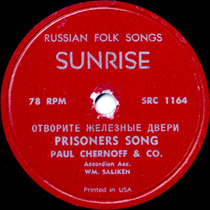 RUSSIAN FOLK SONGS
SUNRISE
78 RPM SRC 1164
ОТВОРИТЕ ЖЕЛЕЗНЫЕ ДВЕРИ
PRISONERS SONG
PAUL CHERNOFF & CO.
Accordion Acc.
WM. SALIKEN
Printed in USA